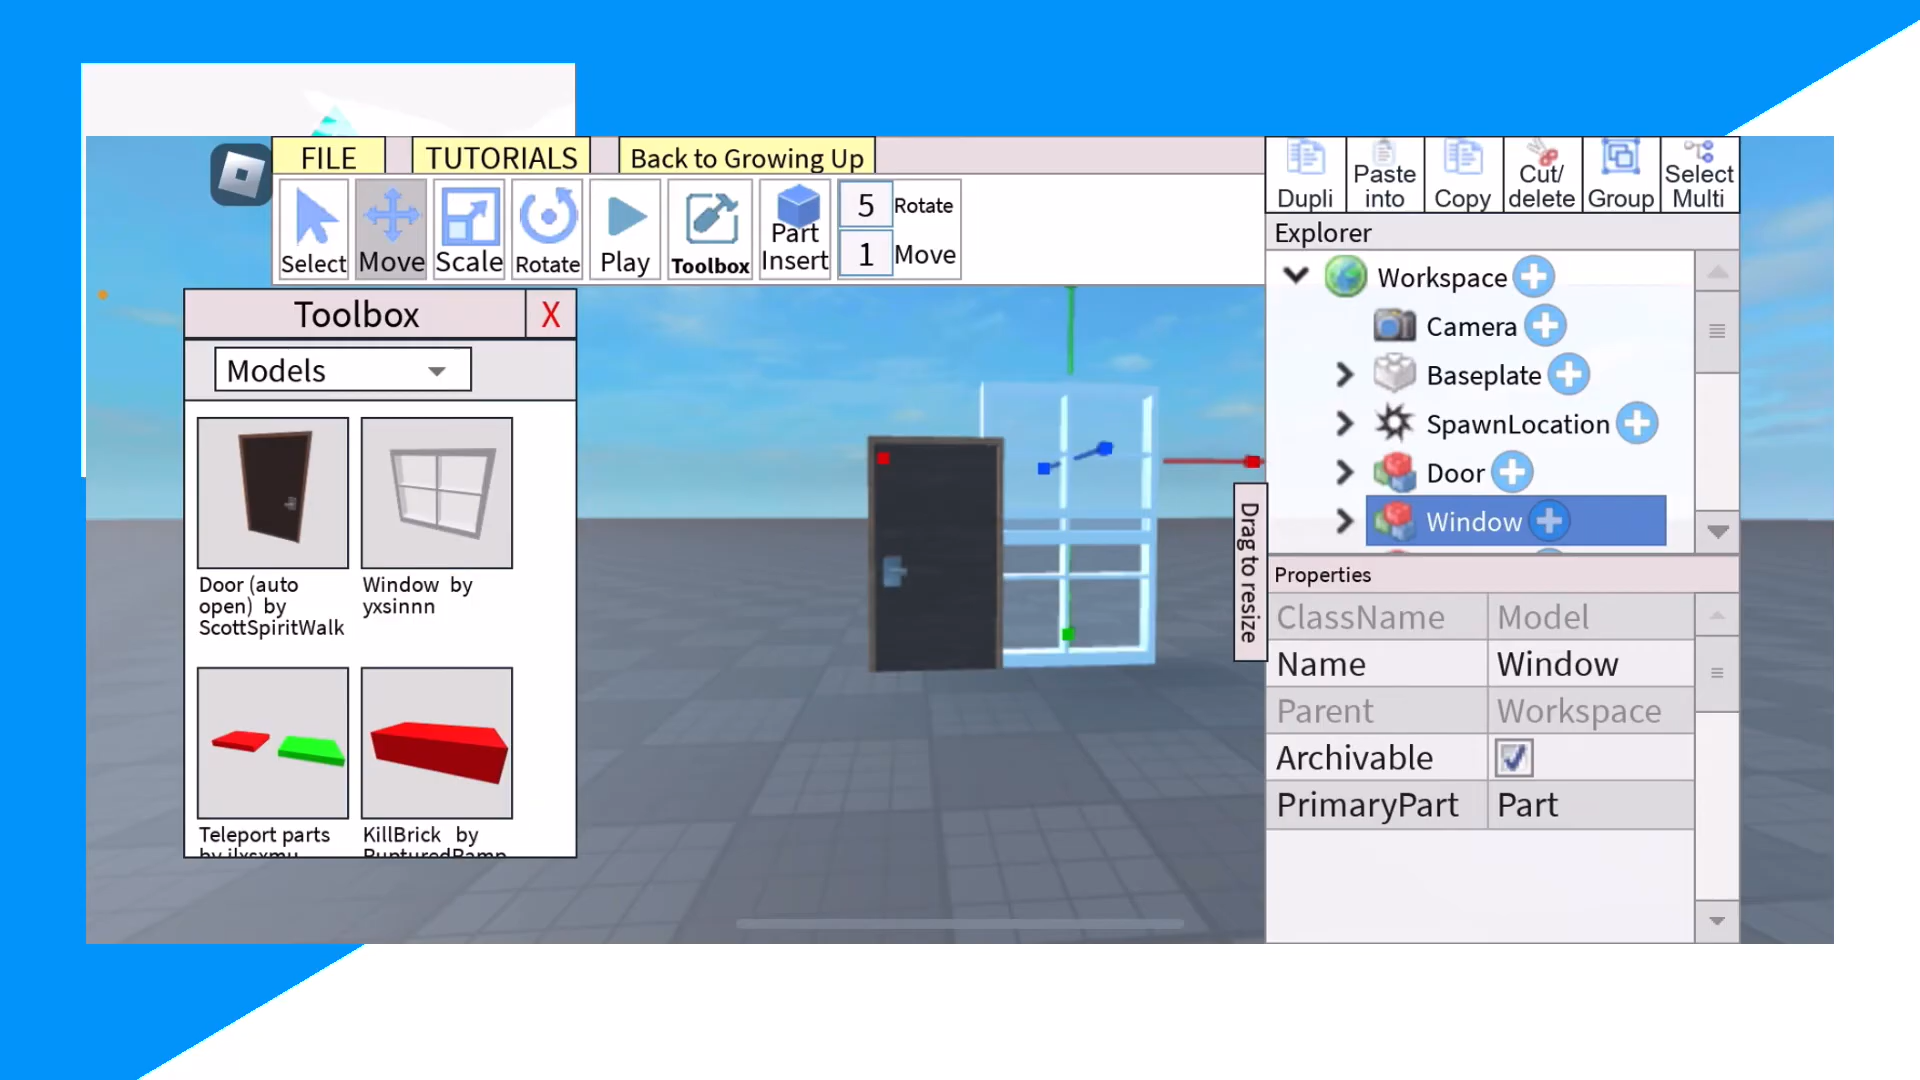 FILE
TUTORIALS
Back to Growing Up
Select
Move
Scale
Rotate
Play
Toolbox
Part
Insert
5 Rotate
1 Move
Dupli
Paste
into
Copy
Cut/
delete
Group
Select
Multi
Toolbox X
Models
Door (auto
open) by
ScottSpiritWalk
Window by
yxsinnn
Teleport parts
KillBrick by
Drag to resize
Explorer
Workspace
Camera
Baseplate
SpawnLocation
Door
Window
Properties
ClassName Model
Name Window
Parent Workspace
Archivable
PrimaryPart Part